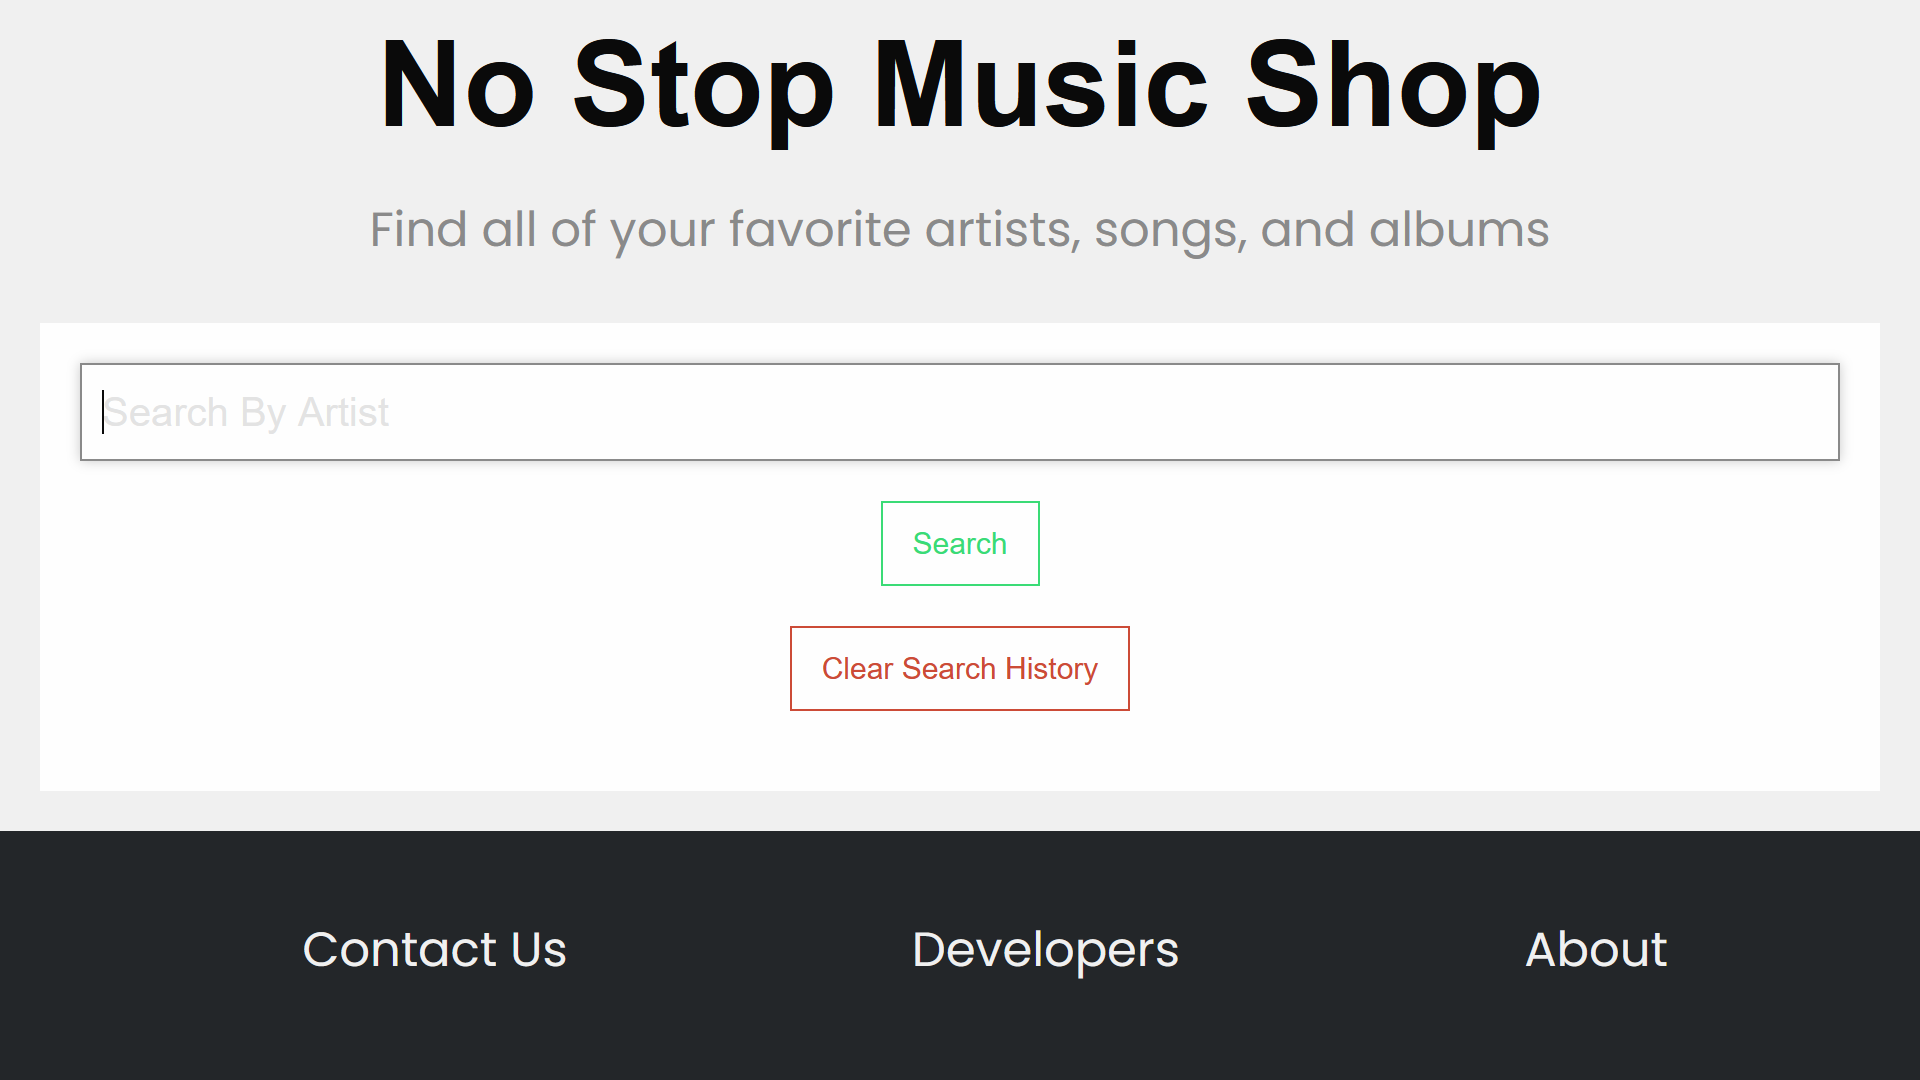 No Stop Music Shop
Find all of your favorite artists, songs, and albums
Search By Artist
Search
Clear Search History
Contact Us
Developers
About